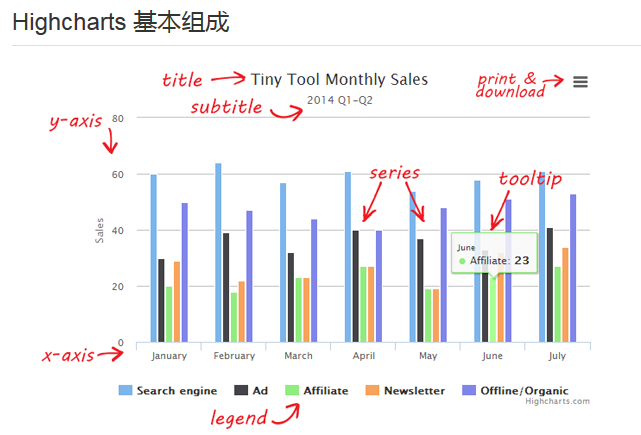 Highcharts 基本组成
title
Tiny Tool Monthly Sales
print &
download
subtitle
2014 Q1-Q2
y-axis
80
60
40
20
0
Sales
series
tooltip
June
Affiliate: 23
x-axis
January
February
March
April
May
June
July
Search engine
Ad
Affiliate
Newsletter
Offline/Organic
Highcharts.com
legend